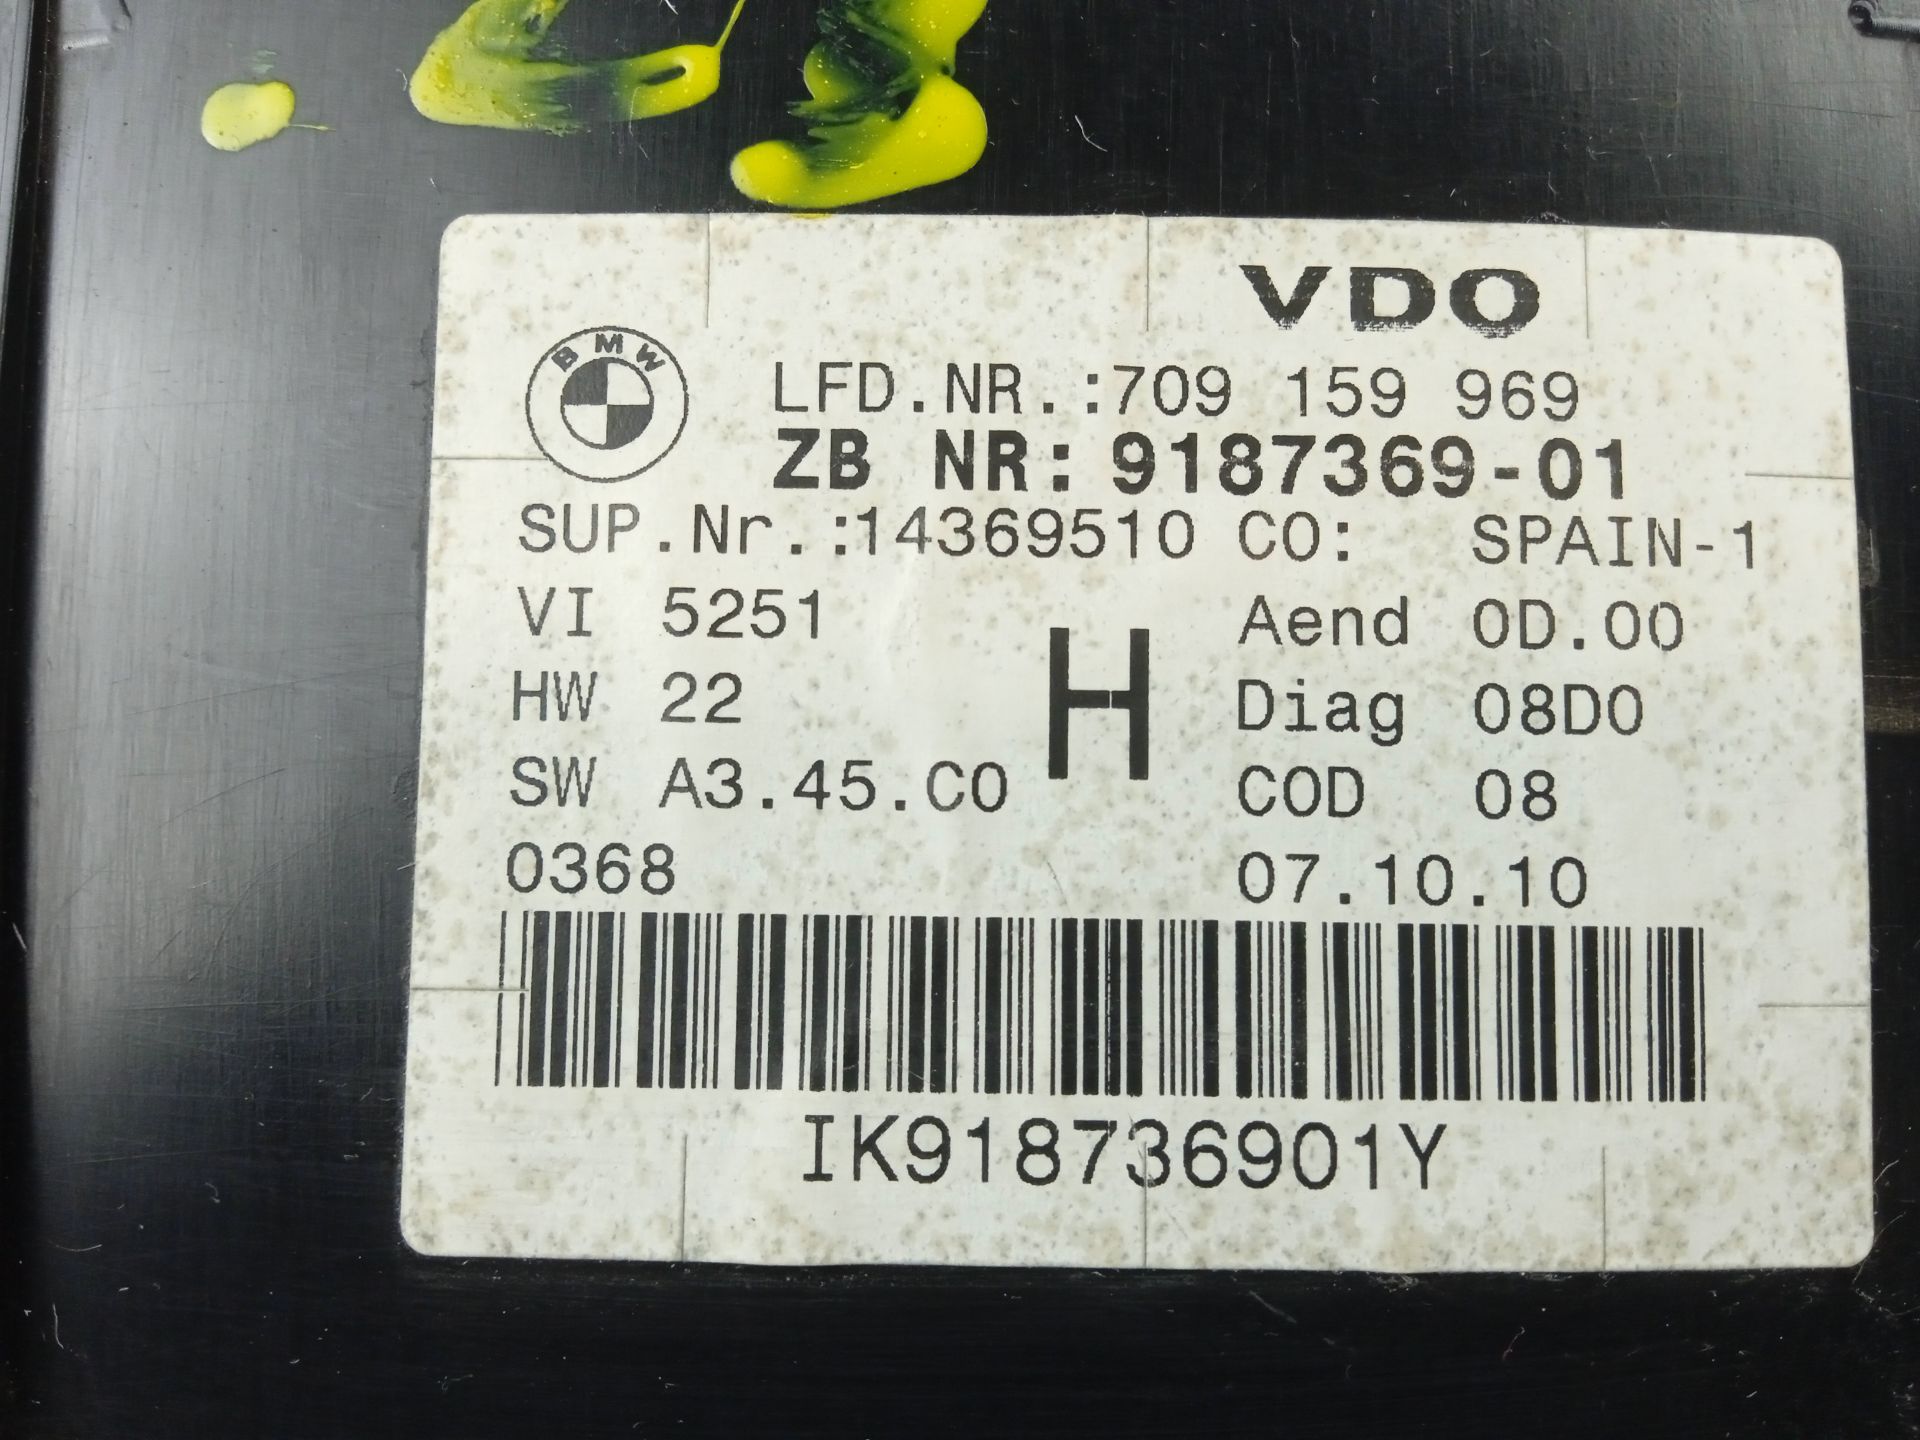 VDO
BMW
LFD.NR.:709 159 969
ZB NR: 9187369-01
SUP.Nr.:14369510 CO: SPAIN-1
VI 5251 Aend 0D.00
HW 22 H Diag 08D0
SW A3.45.C0 COD 08
0368 07.10.10
IK918736901Y